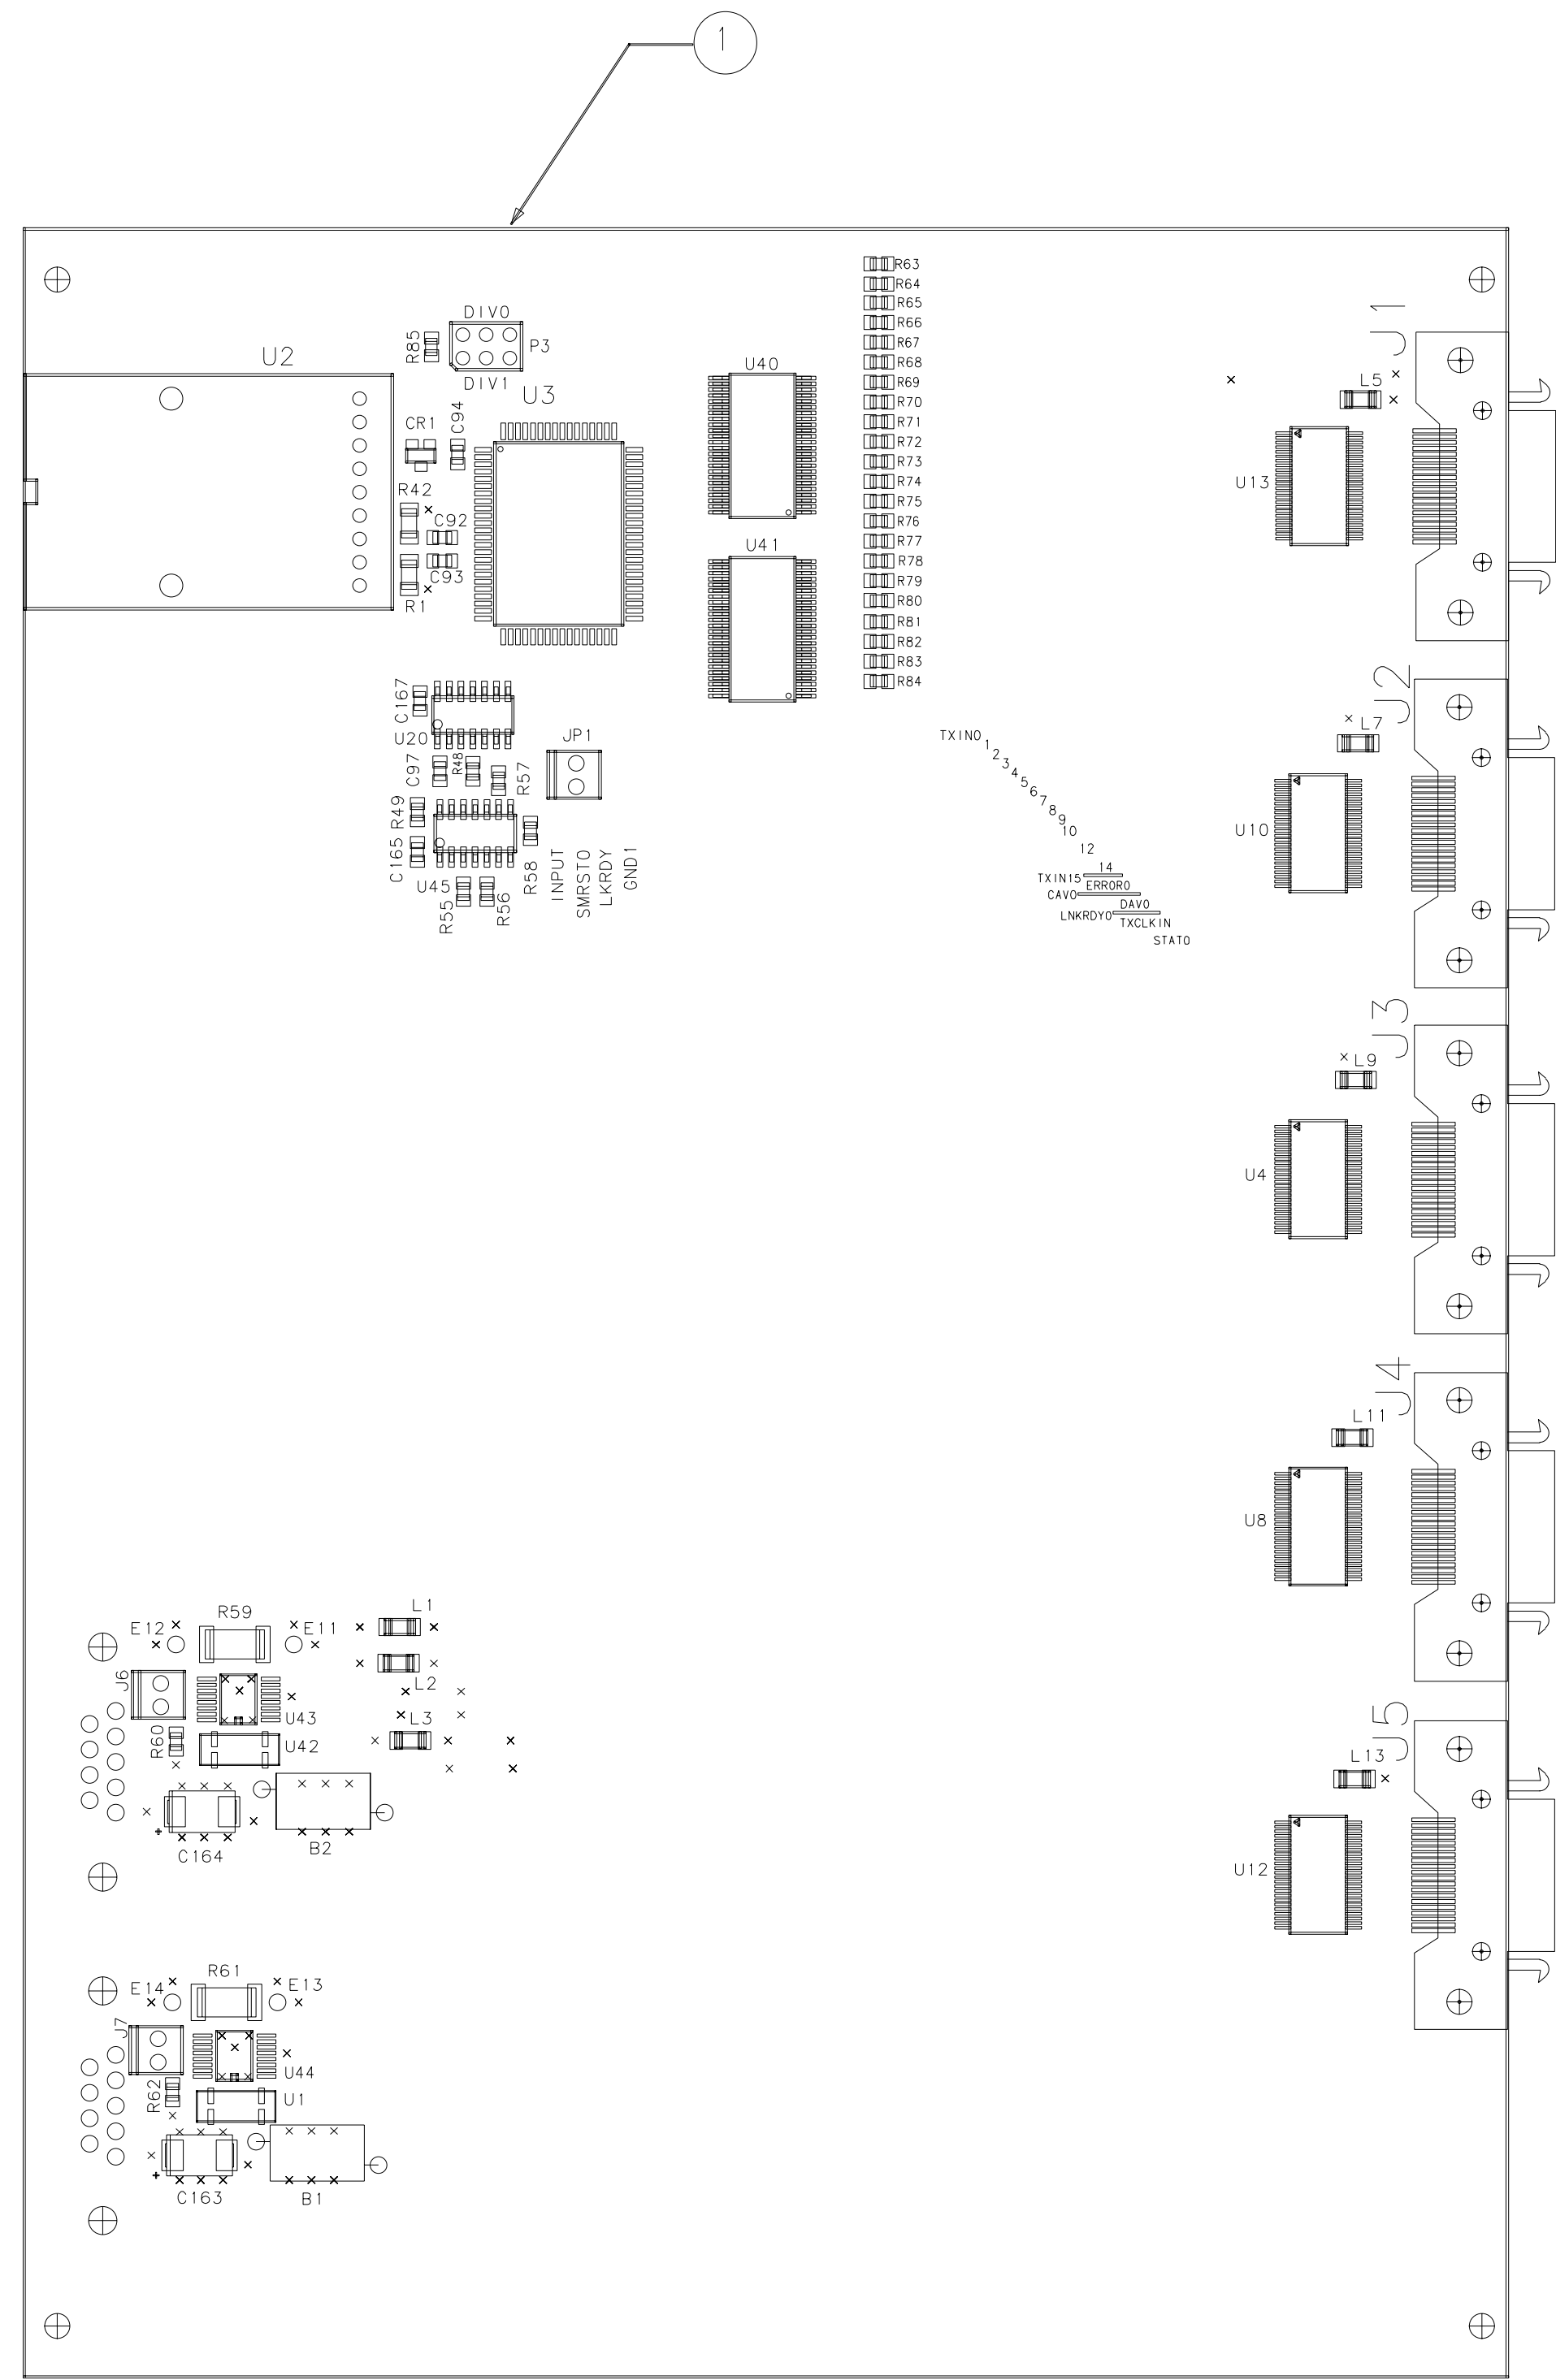 1
R63
R64
R65
R66
R67
R68
R69
R70
R71
R72
R73
R74
R75
R76
R77
R78
R79
R80
R81
R82
R83
R84
DIV0
R85
P3
DIV1
U2
U3
CR1
C94
R42
C92
C93
R1
U40
U41
J1
L5
U13
C167
U20
JP1
C97
R48
R57
R49
C165
U45
R58
R55
R56
INPUT
SMRST0
LKRDY
GND1
TXIN0
1
2
3
4
5
6
7
8
9
10
12
14
TXIN15
ERROR0
CAV0
DAV0
LNKRDY0
TXCLKIN
STAT0
J2
L7
U10
J3
L9
U4
J4
L11
U8
R59
E12
E11
L1
L2
J6
U43
L3
R60
U42
B2
C164
J5
L13
U12
R61
E14
E13
J7
U44
R62
U1
C163
B1